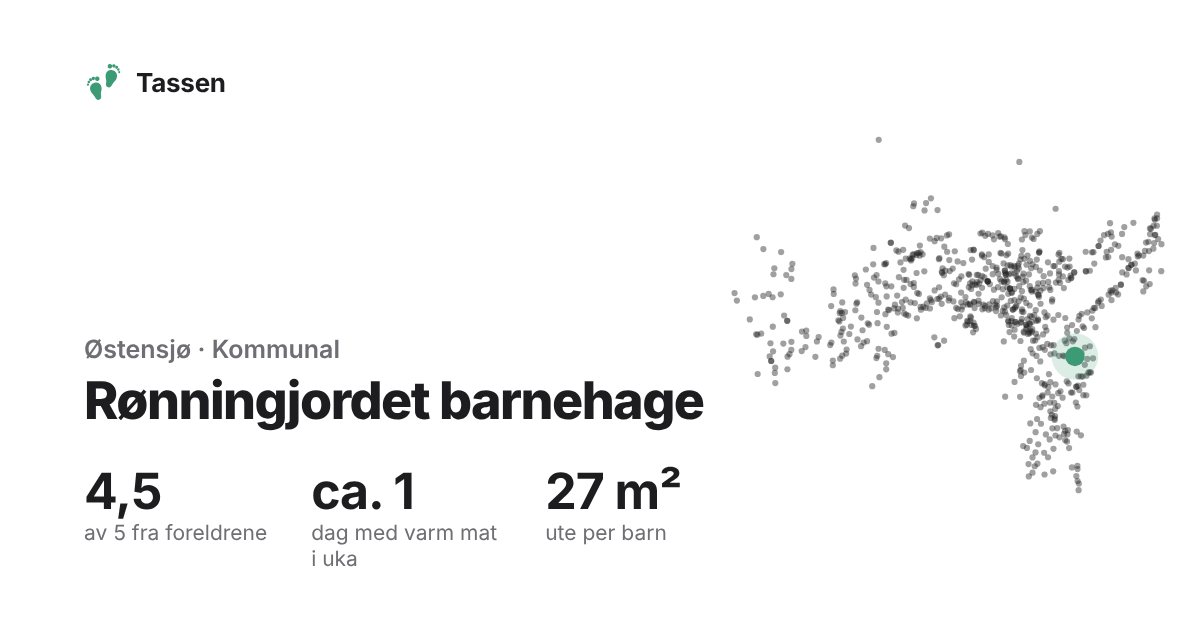 Tassen
Østensjø · Kommunal
Rønningjordet barnehage
4,5
av 5 fra foreldrene
ca. 1
dag med varm mat
i uka
27 m²
ute per barn